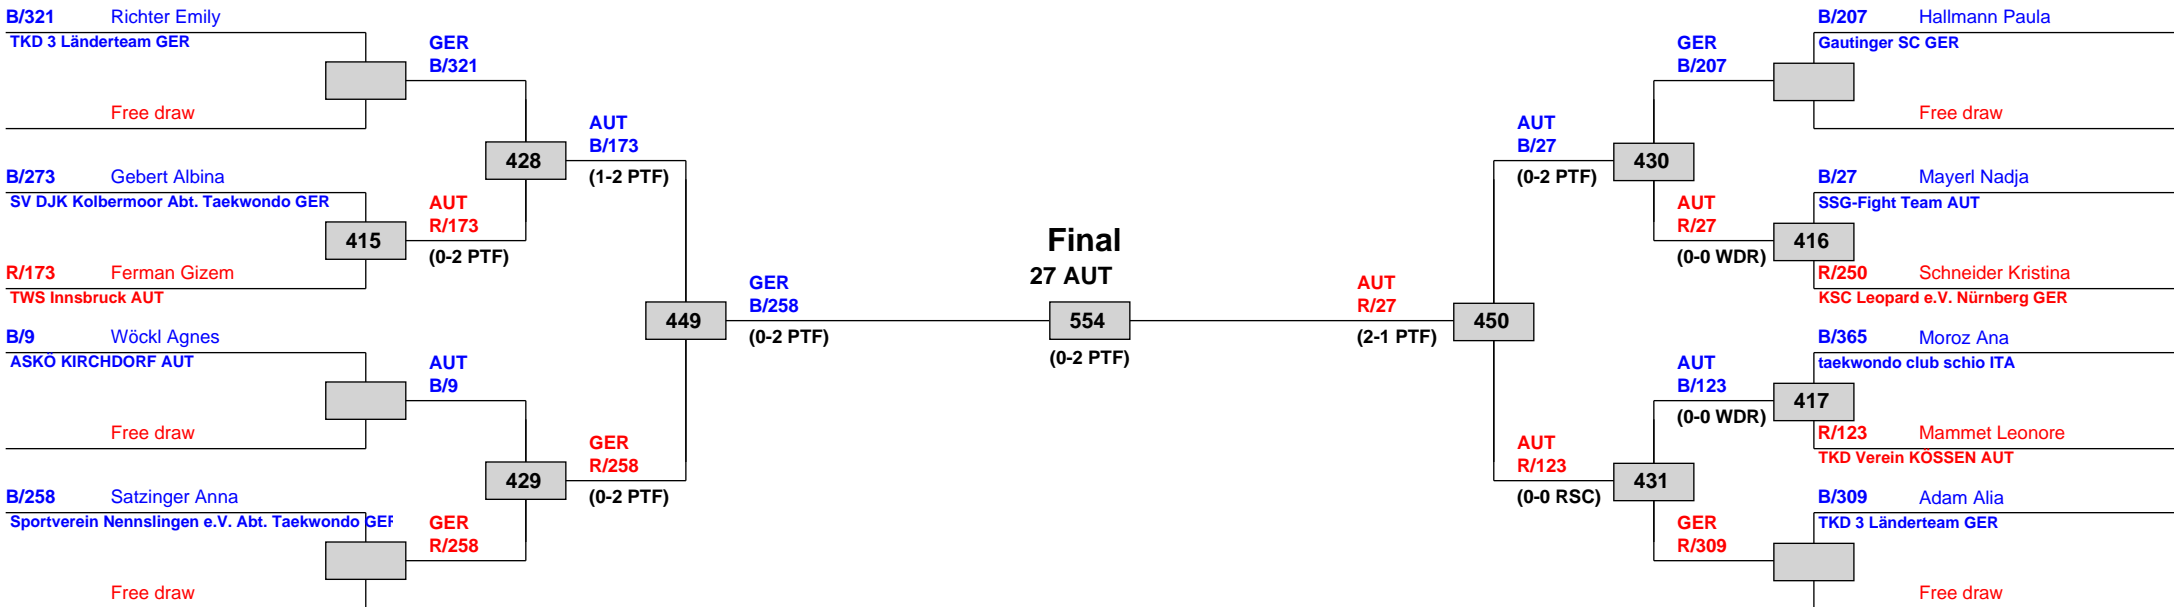 B/321 Richter Emily
TKD 3 Länderteam GER
Free draw
B/273 Gebert Albina
SV DJK Kolbermoor Abt. Taekwondo GER
415
R/173 Ferman Gizem
TWS Innsbruck AUT
B/9 Wöckl Agnes
ASKÖ KIRCHDORF AUT
Free draw
B/258 Satzinger Anna
Sportverein Nennslingen e.V. Abt. Taekwondo GER
Free draw
GER
B/321
428
AUT
R/173
(0-2 PTF)
AUT
B/9
429
GER
R/258
AUT
B/173
(1-2 PTF)
449
GER
R/258
(0-2 PTF)
GER
B/258
(0-2 PTF)
Final
27 AUT
554
(0-2 PTF)
AUT
R/27
(2-1 PTF)
AUT
B/27
(0-2 PTF)
450
AUT
R/123
(0-0 RSC)
GER
B/207
430
AUT
R/27
(0-0 WDR)
AUT
B/123
(0-0 WDR)
431
GER
R/309
B/207 Hallmann Paula
Gautinger SC GER
Free draw
B/27 Mayerl Nadja
SSG-Fight Team AUT
416
R/250 Schneider Kristina
KSC Leopard e.V. Nürnberg GER
B/365 Moroz Ana
taekwondo club schio ITA
417
R/123 Mammet Leonore
TKD Verein KÖSSEN AUT
B/309 Adam Alia
TKD 3 Länderteam GER
Free draw